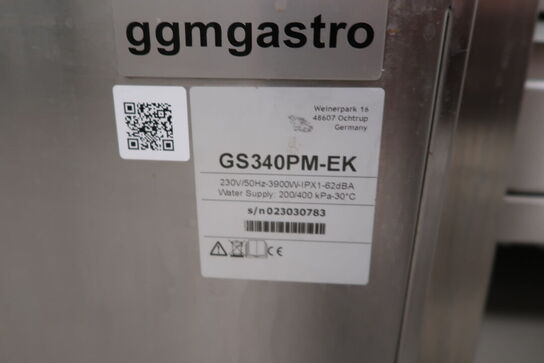 ggmgastro
Weinerpark 16
48607 Ochtrup
Germany
GS340PM-EK
230V/50Hz-3900W-IPX1-62dBA
Water Supply: 200/400 kPa-30°C
s/n023030783
CE